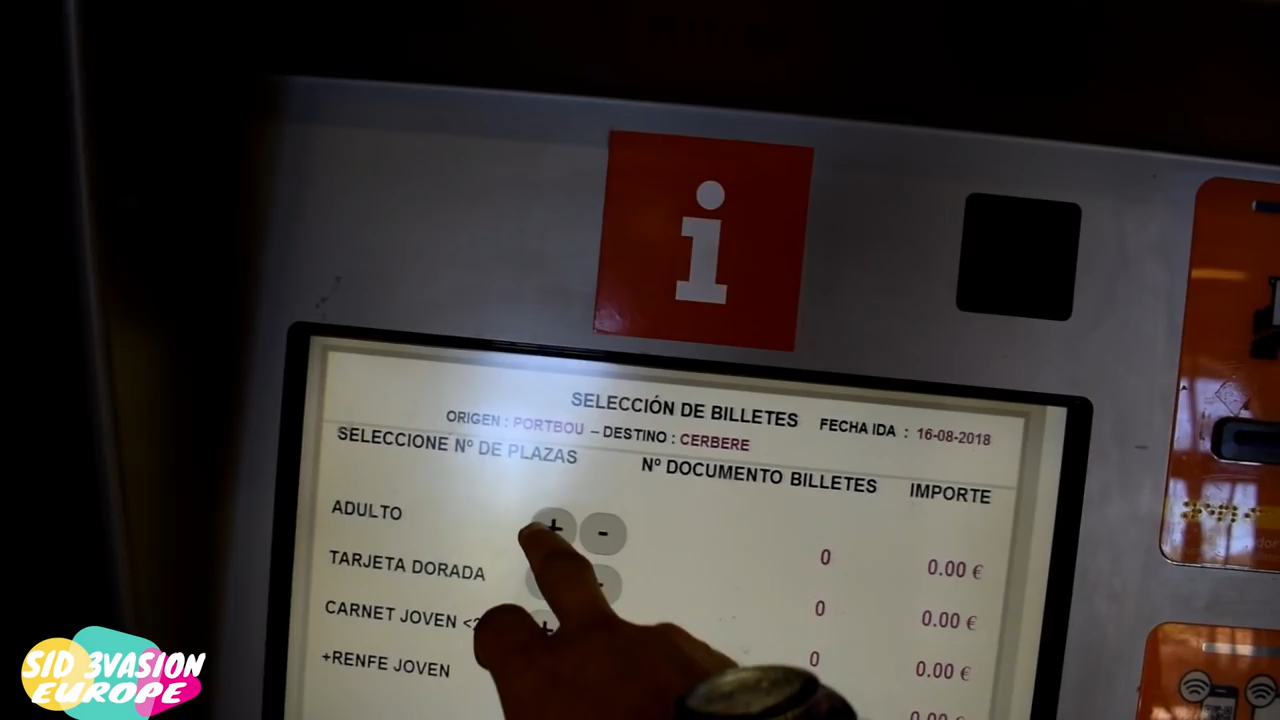 i
SELECCIÓN DE BILLETES FECHA IDA : 16-08-2018
ORIGEN : PORTBOU – DESTINO : CERBERE
SELECCIONE Nº DE PLAZAS Nº DOCUMENTO BILLETES IMPORTE
ADULTO + - 0 0.00 €
TARJETA DORADA - 0 0.00 €
CARNET JOVEN < + 0 0.00 €
+RENFE JOVEN 0.00 €
SID 3VASION
EUROPE